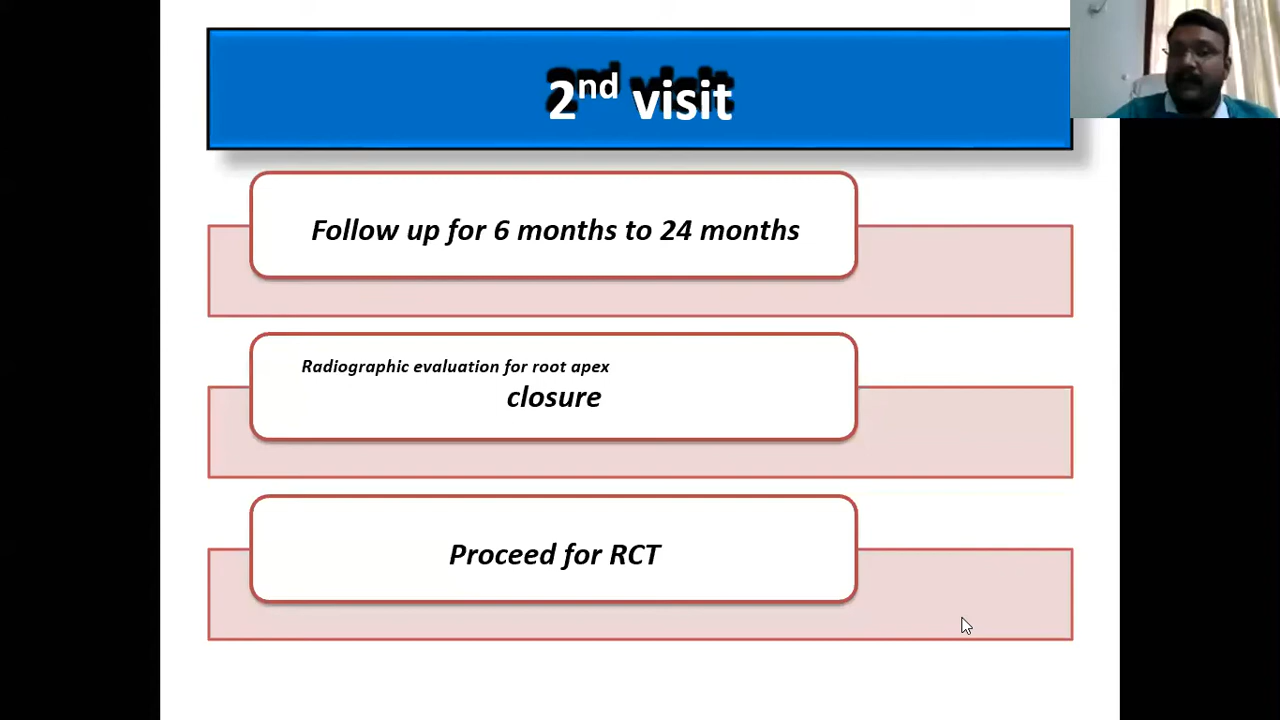 2nd visit
Follow up for 6 months to 24 months
Radiographic evaluation for root apex
closure
Proceed for RCT